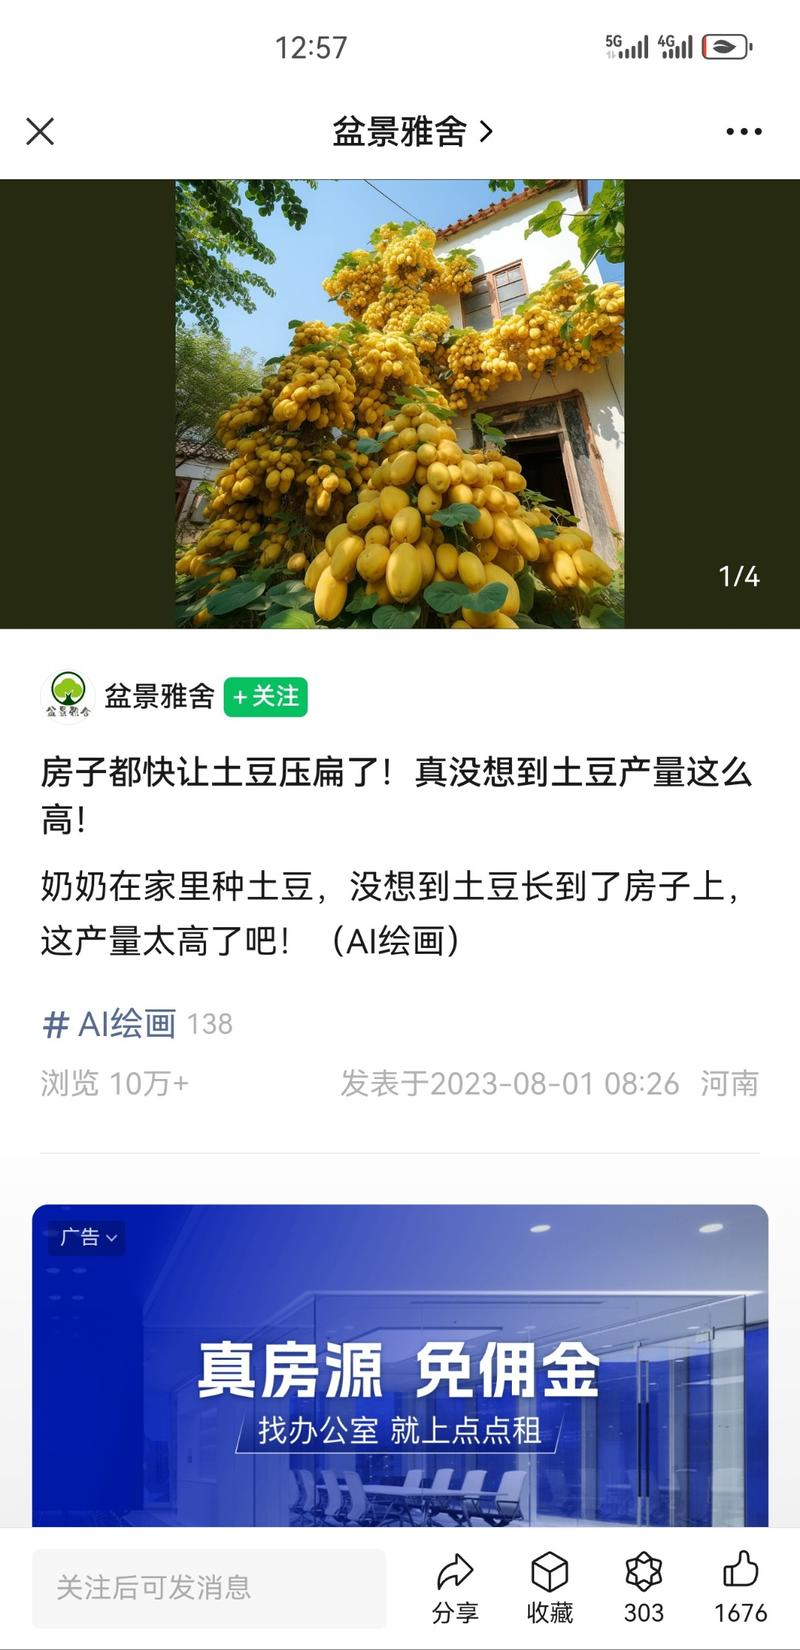 12:57
5G 4G
盆景雅舍
1/4
盆景雅舍
盆景雅舍 +关注
房子都快让土豆压扁了！真没想到土豆产量这么
高！
奶奶在家里种土豆，没想到土豆长到了房子上，
这产量太高了吧！（AI绘画）
# AI绘画 138
浏览 10万+ 发表于2023-08-01 08:26 河南
广告
真房源 免佣金
找办公室 就上点点租
关注后可发消息
分享 收藏 303 1676